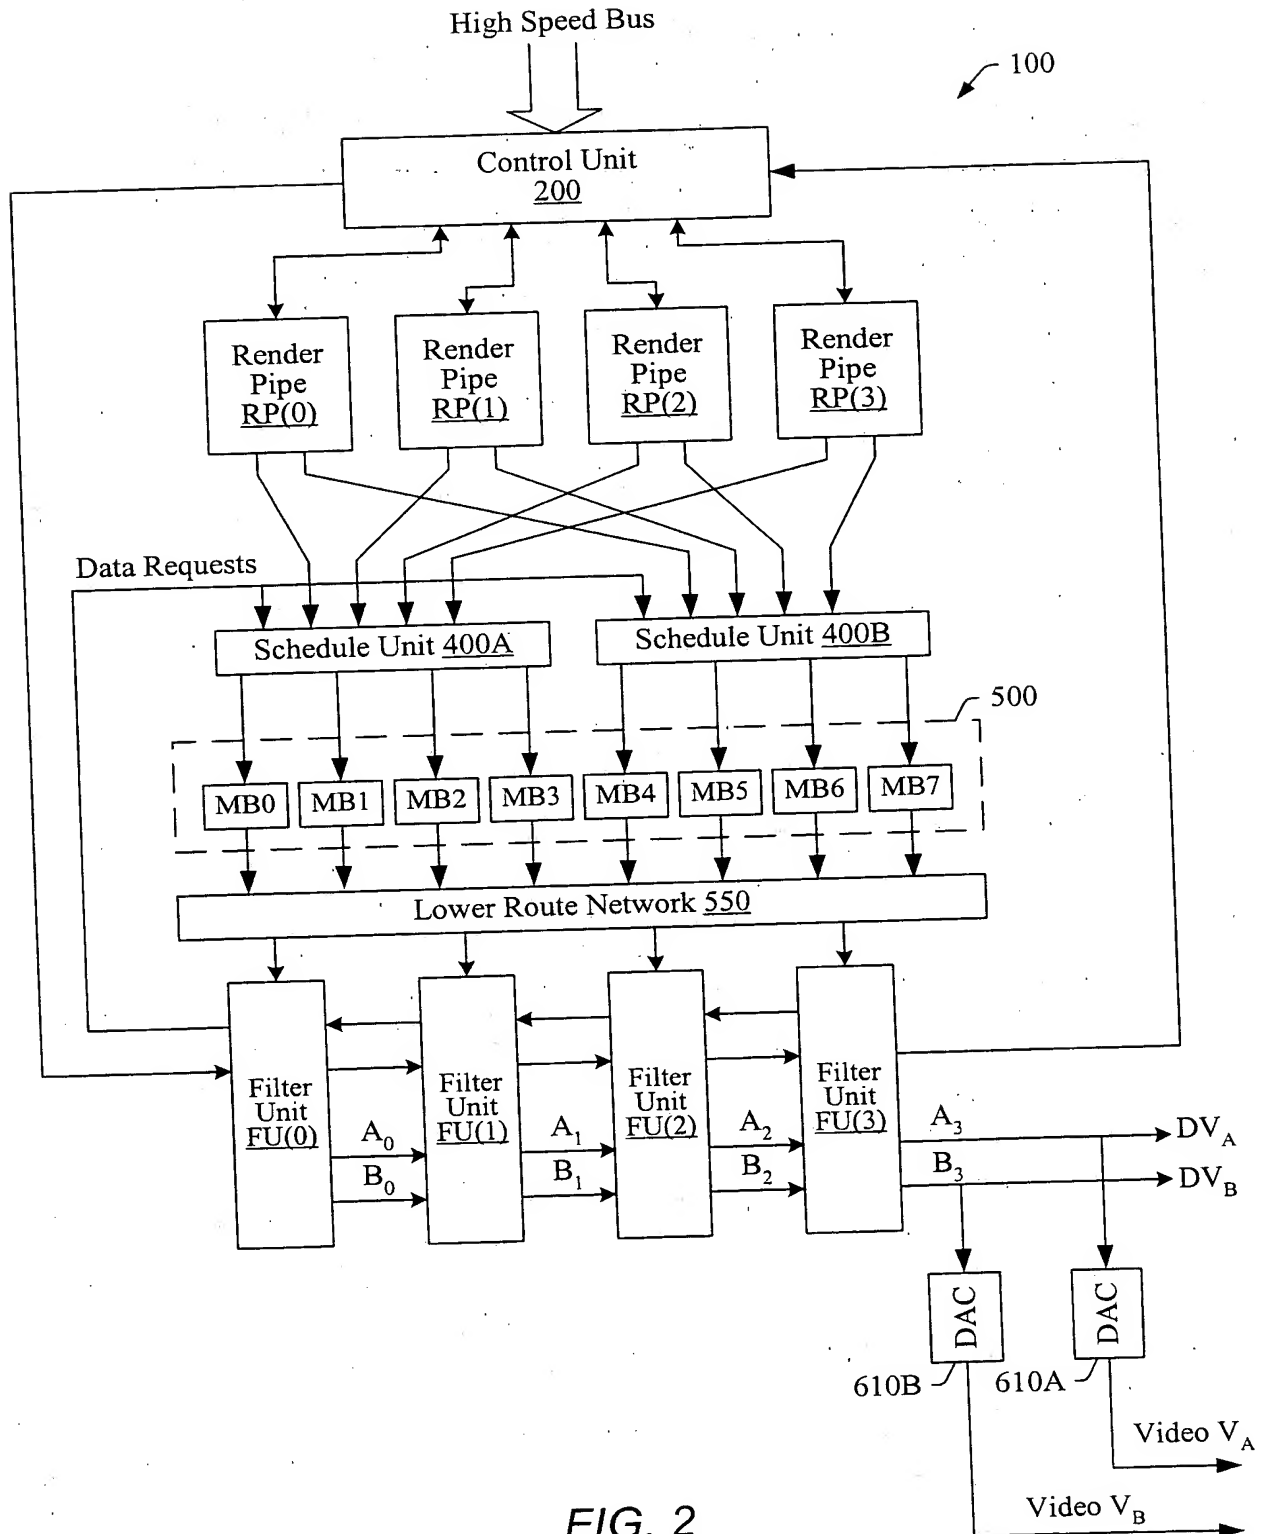 High Speed Bus
100
Control Unit
200
Render
Pipe
RP(0)
Render
Pipe
RP(1)
Render
Pipe
RP(2)
Render
Pipe
RP(3)
Data Requests
Schedule Unit 400A
Schedule Unit 400B
500
MB0
MB1
MB2
MB3
MB4
MB5
MB6
MB7
Lower Route Network 550
Filter
Unit
FU(0)
Filter
Unit
FU(1)
Filter
Unit
FU(2)
Filter
Unit
FU(3)
A0
B0
A1
B1
A2
B2
A3
B3
DVA
DVB
DAC
DAC
610B
610A
Video VA
Video VB
FIG. 2